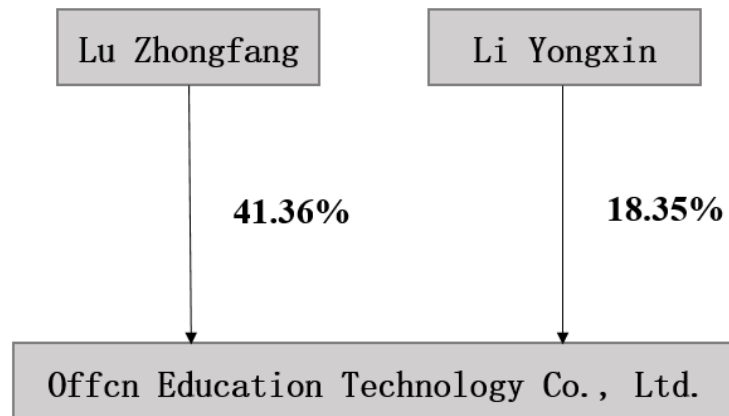 Lu Zhongfang
Li Yongxin
41.36%
18.35%
Offcn Education Technology Co., Ltd.